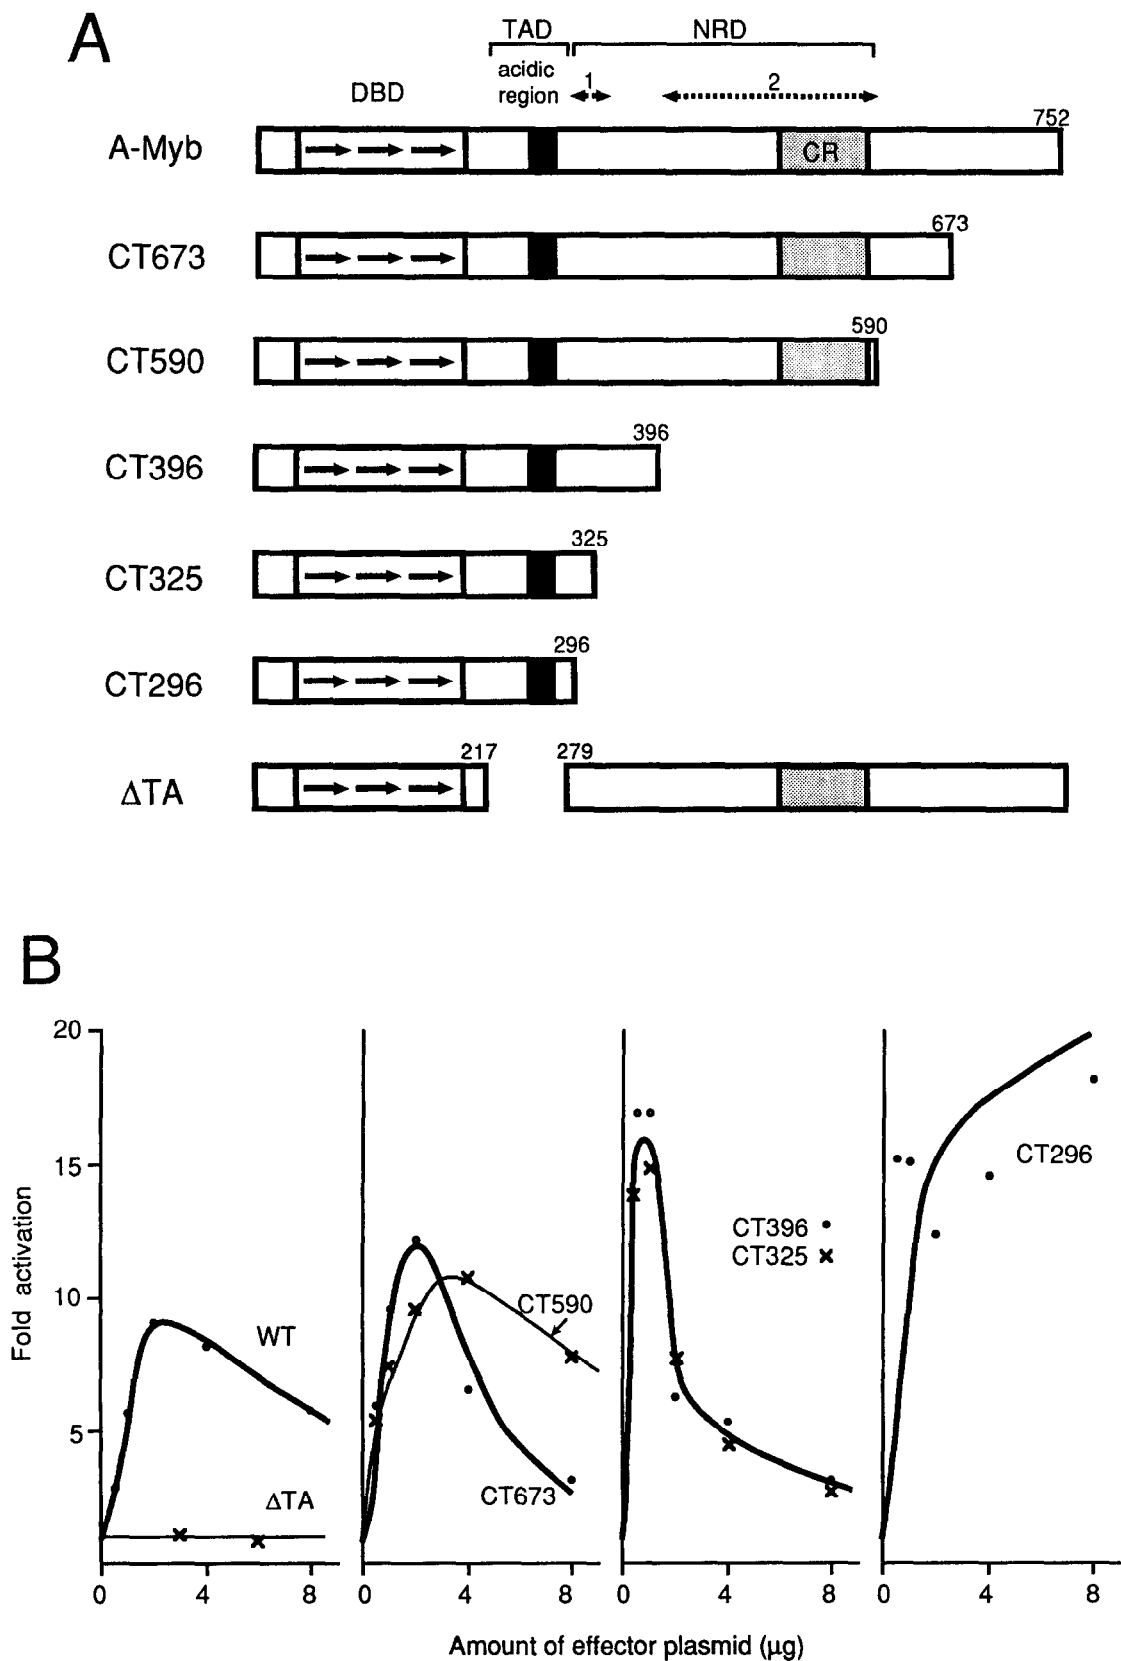 A
TAD NRD
acidic
region
1
2
DBD
A-Myb
CR
752
CT673
673
CT590
590
CT396
396
CT325
325
CT296
296
ΔTA
217
279
B
Fold activation
20
15
10
5
WT
ΔTA
0 4 8
CT590
CT673
0 4 8
CT396
CT325
0 4 8
CT296
0 4 8
Amount of effector plasmid (μg)